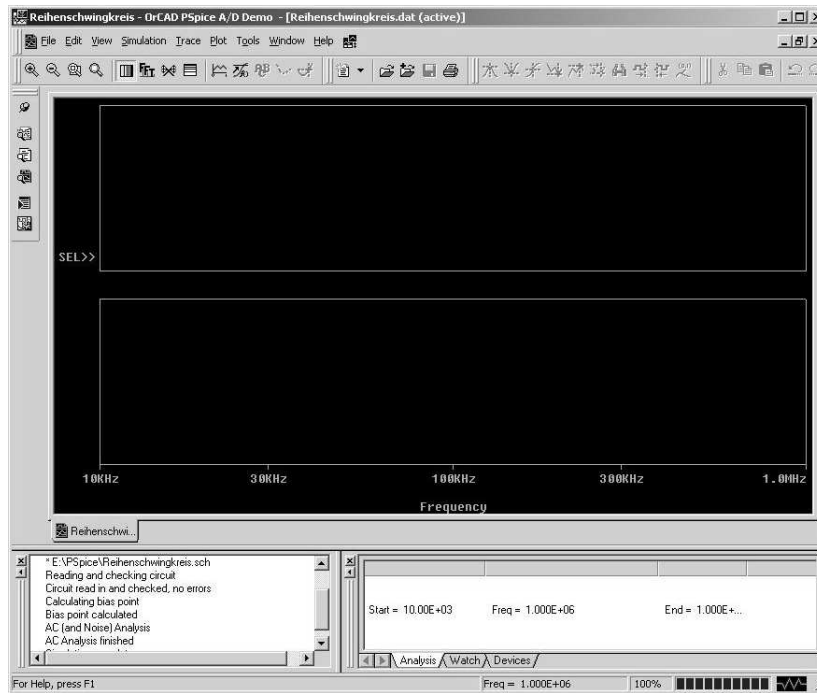 Reihenschwingkreis - OrCAD PSpice A/D Demo - [Reihenschwingkreis.dat (active)]
File Edit View Simulation Trace Plot Tools Window Help
FFT
SEL>>
10KHz 30KHz 100KHz 300KHz 1.0MHz
Frequency
Reihenschwi...
* E:\PSpice\Reihenschwingkreis.sch
Reading and checking circuit
Circuit read in and checked, no errors
Calculating bias point
Bias point calculated
AC (and Noise) Analysis
AC Analysis finished
Start = 10.00E+03 Freq = 1.000E+06 End = 1.000E+...
Analysis Watch Devices
For Help, press F1 Freq = 1.000E+06 100%